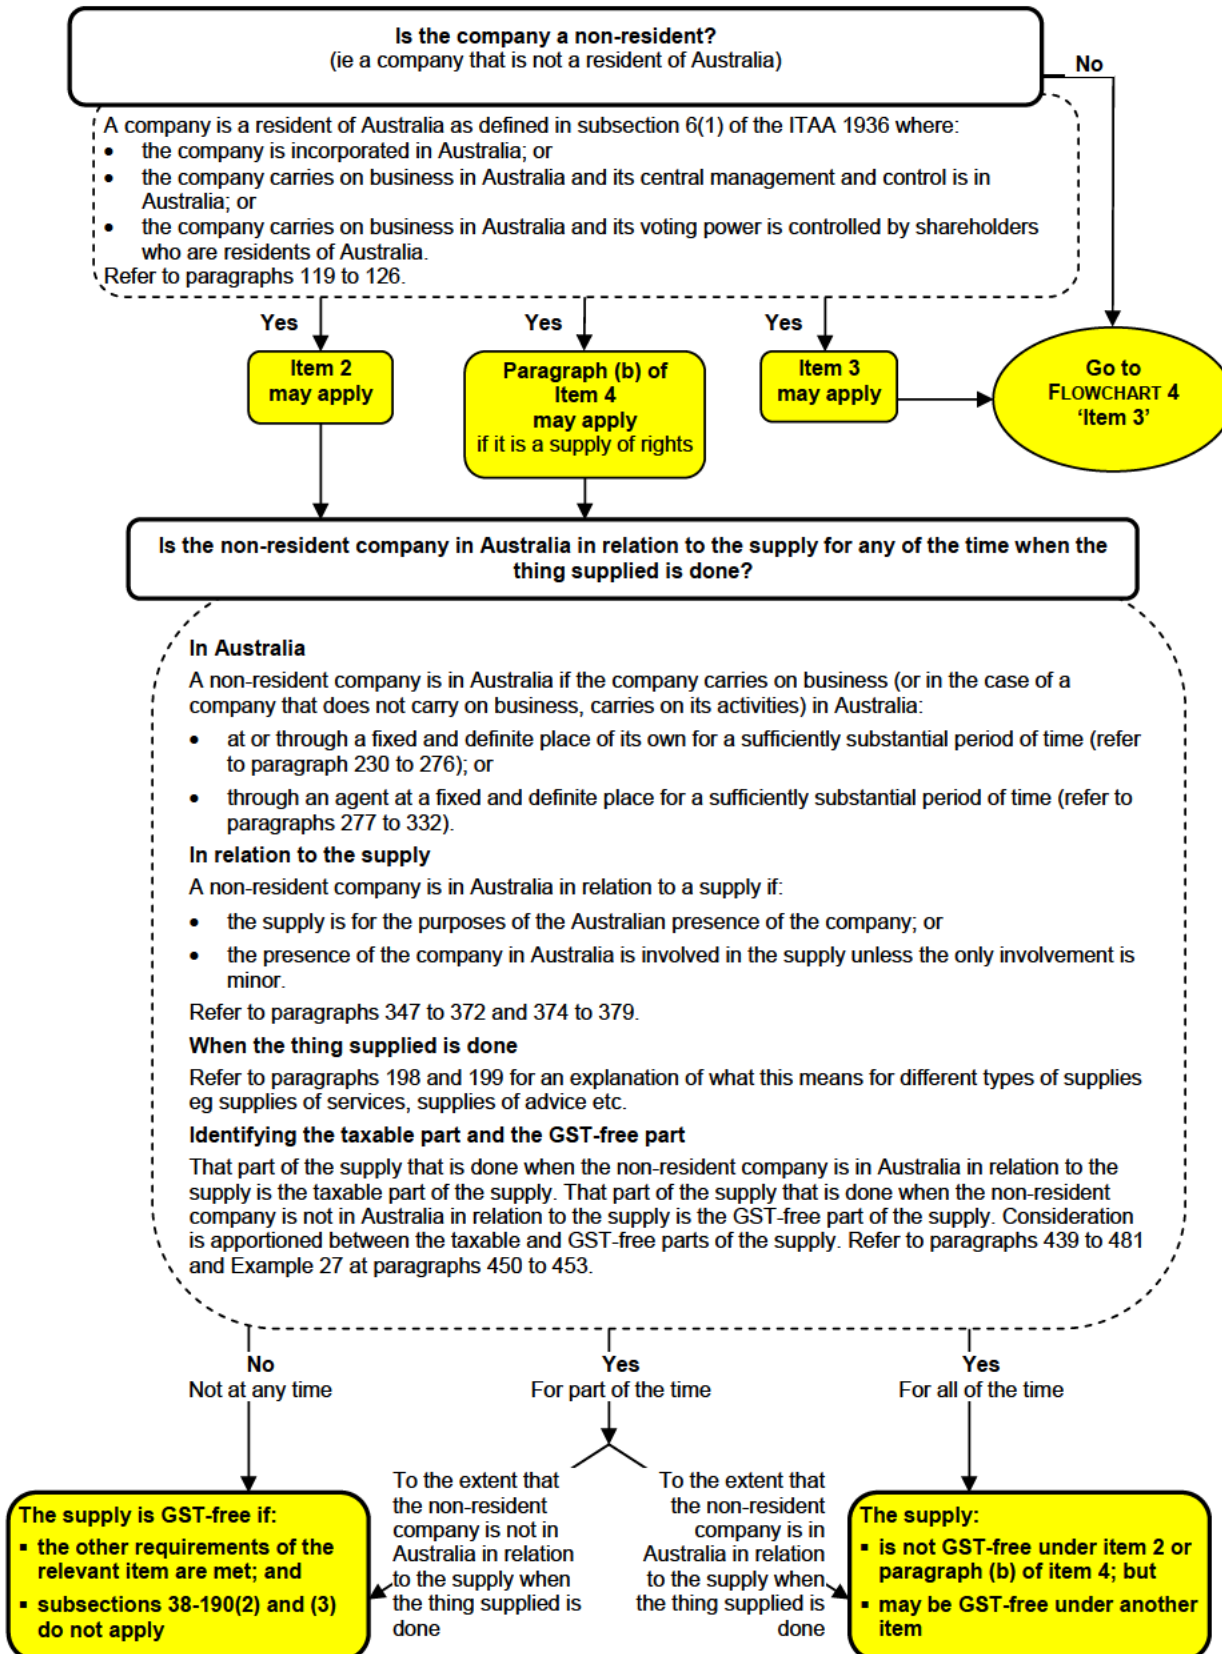 Is the company a non-resident?
(ie a company that is not a resident of Australia)
No
A company is a resident of Australia as defined in subsection 6(1) of the ITAA 1936 where:
• the company is incorporated in Australia; or
• the company carries on business in Australia and its central management and control is in
Australia; or
• the company carries on business in Australia and its voting power is controlled by shareholders
who are residents of Australia.
Refer to paragraphs 119 to 126.
Yes
Yes
Yes
Item 2
may apply
Paragraph (b) of
Item 4
may apply
if it is a supply of rights
Item 3
may apply
Go to
FLOWCHART 4
‘Item 3’
Is the non-resident company in Australia in relation to the supply for any of the time when the
thing supplied is done?
In Australia
A non-resident company is in Australia if the company carries on business (or in the case of a
company that does not carry on business, carries on its activities) in Australia:
• at or through a fixed and definite place of its own for a sufficiently substantial period of time (refer
to paragraph 230 to 276); or
• through an agent at a fixed and definite place for a sufficiently substantial period of time (refer to
paragraphs 277 to 332).
In relation to the supply
A non-resident company is in Australia in relation to a supply if:
• the supply is for the purposes of the Australian presence of the company; or
• the presence of the company in Australia is involved in the supply unless the only involvement is
minor.
Refer to paragraphs 347 to 372 and 374 to 379.
When the thing supplied is done
Refer to paragraphs 198 and 199 for an explanation of what this means for different types of supplies
eg supplies of services, supplies of advice etc.
Identifying the taxable part and the GST-free part
That part of the supply that is done when the non-resident company is in Australia in relation to the
supply is the taxable part of the supply. That part of the supply that is done when the non-resident
company is not in Australia in relation to the supply is the GST-free part of the supply. Consideration
is apportioned between the taxable and GST-free parts of the supply. Refer to paragraphs 439 to 481
and Example 27 at paragraphs 450 to 453.
No
Not at any time
Yes
For part of the time
Yes
For all of the time
The supply is GST-free if:
▪ the other requirements of the
relevant item are met; and
▪ subsections 38-190(2) and (3)
do not apply
To the extent that
the non-resident
company is not in
Australia in relation
to the supply when
the thing supplied is
done
To the extent that
the non-resident
company is in
Australia in relation
to the supply when
the thing supplied is
done
The supply:
▪ is not GST-free under item 2 or
paragraph (b) of item 4; but
▪ may be GST-free under another
item